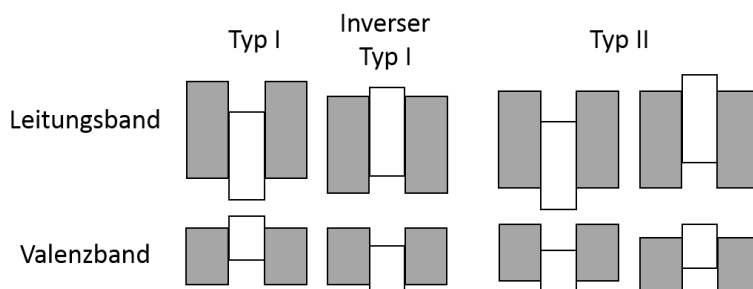 Typ I
Inverser
Typ I
Typ II
Leitungsband
Valenzband